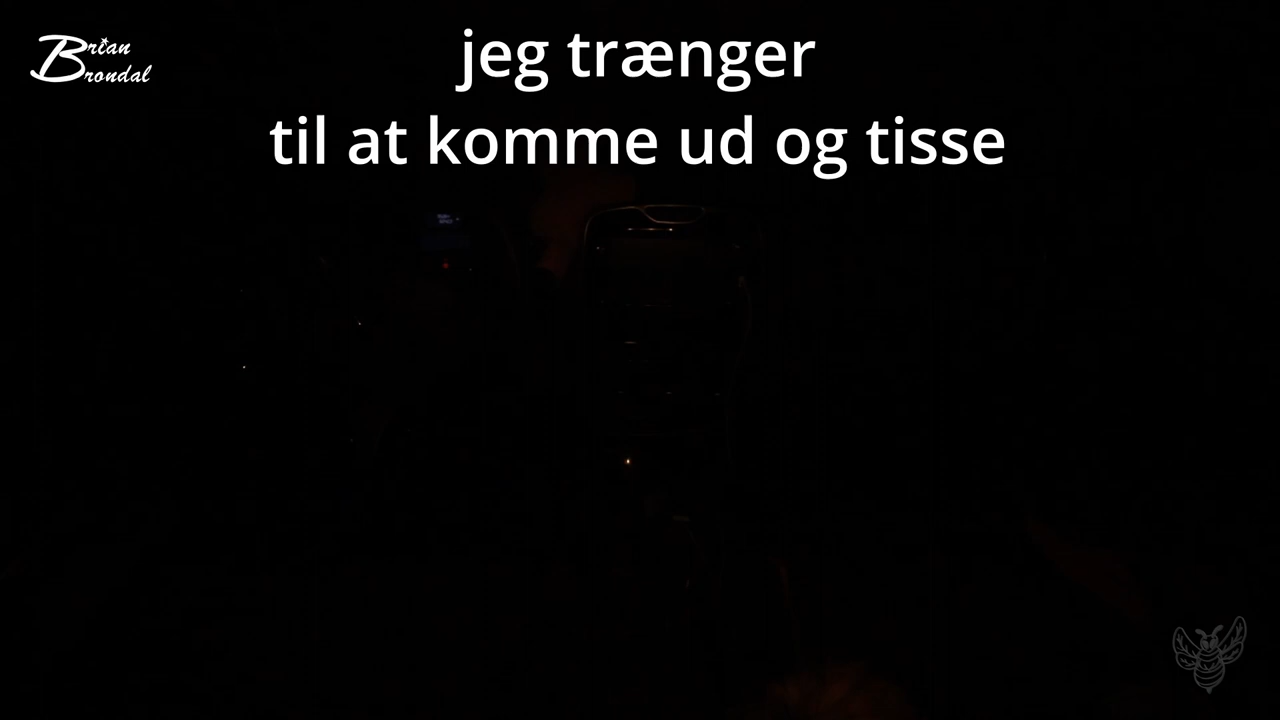 Brian
Brondal
jeg trænger
til at komme ud og tisse